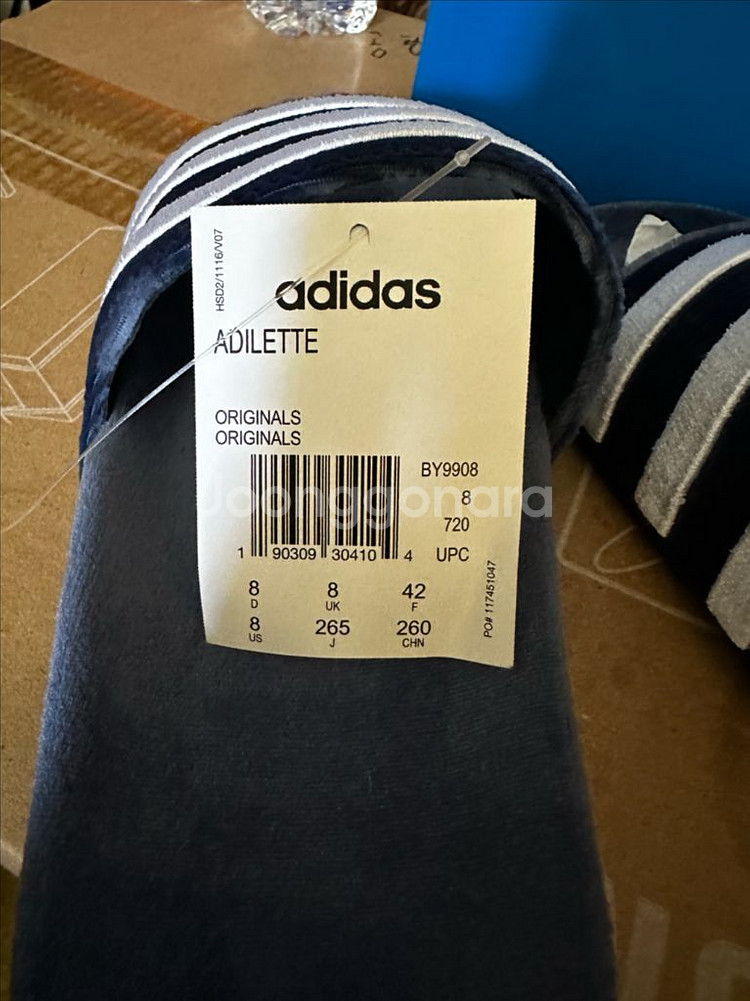 HSD2/1116/V07
adidas
ADILETTE
ORIGINALS
ORIGINALS
BY9908
8
720
1 90309 30410 4 UPC
8 8 42
D UK F
8 265 260
US J CHN
PO# 117451047
Joonggonara